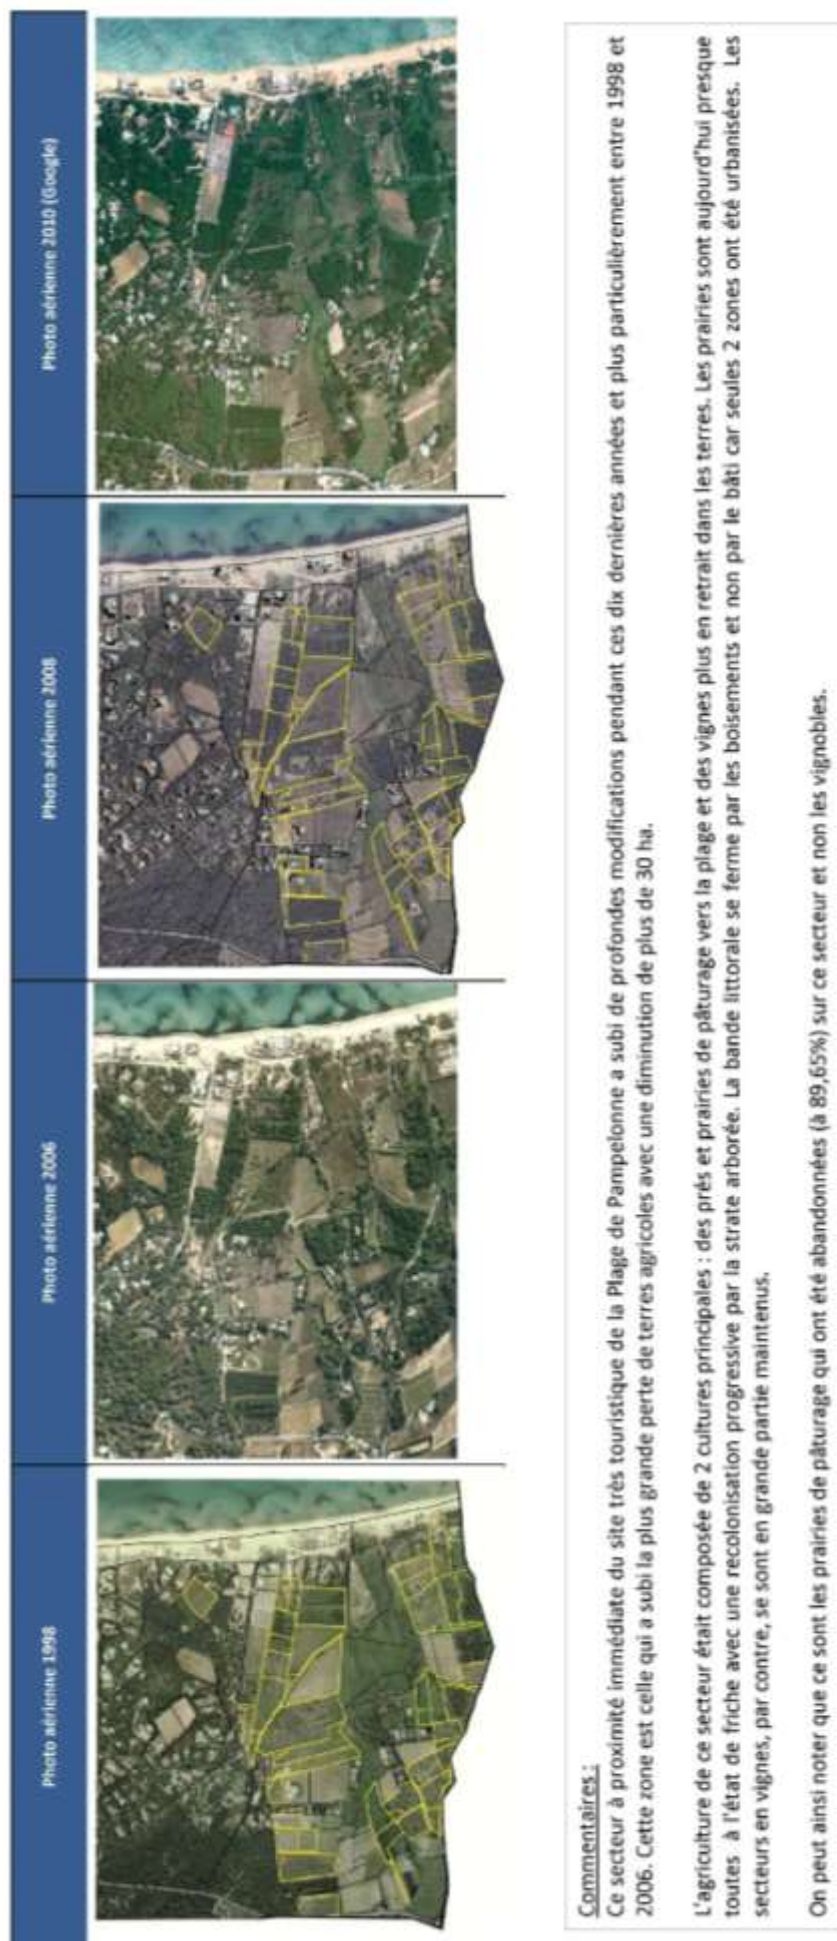 Photo aérienne 1998
Photo aérienne 2006
Photo aérienne 2008
Photo aérienne 2010 (Google)
Commentaires :
Ce secteur à proximité immédiate du site très touristique de la Plage de Pampelonne a subi de profondes modifications pendant ces dix dernières années et plus particulièrement entre 1998 et
2006. Cette zone est celle qui a subi la plus grande perte de terres agricoles avec une diminution de plus de 30 ha.
L'agriculture de ce secteur était composée de 2 cultures principales : des prés et prairies de pâturage vers la plage et des vignes plus en retrait dans les terres. Les prairies sont aujourd'hui presque
toutes à l'état de friche avec une recolonisation progressive par la strate arborée. La bande littorale se ferme par les boisements et non par le bâti car seules 2 zones ont été urbanisées. Les
secteurs en vignes, par contre, se sont en grande partie maintenus.
On peut ainsi noter que ce sont les prairies de pâturage qui ont été abandonnées (à 89,65%) sur ce secteur et non les vignobles.